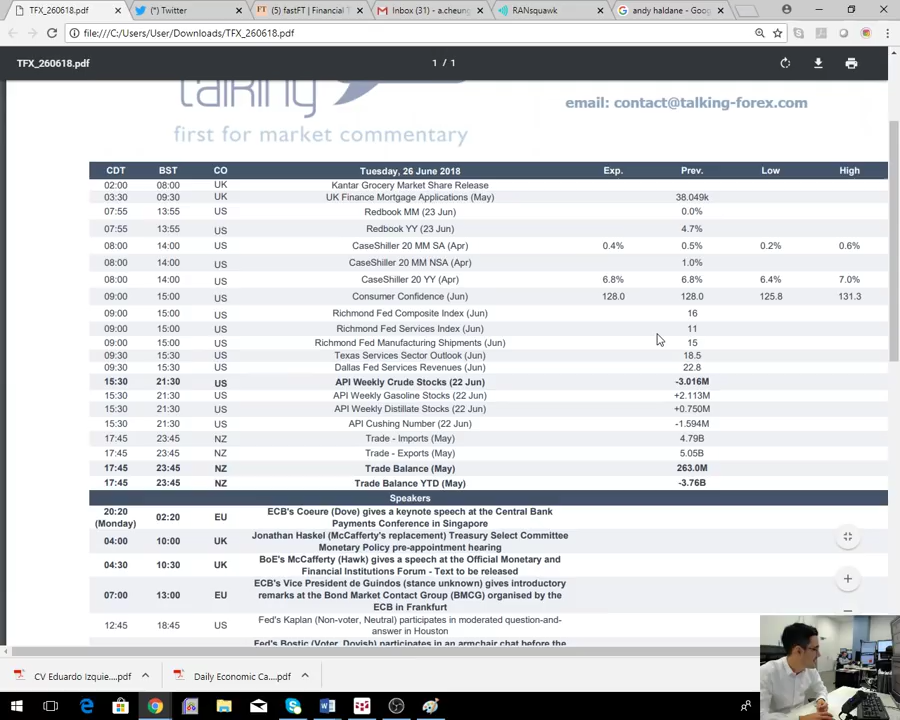 TFX_260618.pdf
(*) Twitter
(5) fastFT | Financial T
Inbox (31) - a.cheung
RANsquawk
andy haldane - Goog
file:///C:/Users/User/Downloads/TFX_260618.pdf
TFX_260618.pdf
1 / 1
talking
email: contact@talking-forex.com
first for market commentary
CDT BST CO Tuesday, 26 June 2018 Exp. Prev. Low High
02:00 08:00 UK Kantar Grocery Market Share Release
03:30 09:30 UK UK Finance Mortgage Applications (May) 38.049k
07:55 13:55 US Redbook MM (23 Jun) 0.0%
07:55 13:55 US Redbook YY (23 Jun) 4.7%
08:00 14:00 US CaseShiller 20 MM SA (Apr) 0.4% 0.5% 0.2% 0.6%
08:00 14:00 US CaseShiller 20 MM NSA (Apr) 1.0%
08:00 14:00 US CaseShiller 20 YY (Apr) 6.8% 6.8% 6.4% 7.0%
09:00 15:00 US Consumer Confidence (Jun) 128.0 128.0 125.8 131.3
09:00 15:00 US Richmond Fed Composite Index (Jun) 16
09:00 15:00 US Richmond Fed Services Index (Jun) 11
09:00 15:00 US Richmond Fed Manufacturing Shipments (Jun) 15
09:30 15:30 US Texas Services Sector Outlook (Jun) 18.5
09:30 15:30 US Dallas Fed Services Revenues (Jun) 22.8
15:30 21:30 US API Weekly Crude Stocks (22 Jun) -3.016M
15:30 21:30 US API Weekly Gasoline Stocks (22 Jun) +2.113M
15:30 21:30 US API Weekly Distillate Stocks (22 Jun) +0.750M
15:30 21:30 US API Cushing Number (22 Jun) -1.594M
17:45 23:45 NZ Trade - Imports (May) 4.79B
17:45 23:45 NZ Trade - Exports (May) 5.05B
17:45 23:45 NZ Trade Balance (May) 263.0M
17:45 23:45 NZ Trade Balance YTD (May) -3.76B
Speakers
20:20 (Monday) 02:20 EU ECB's Coeure (Dove) gives a keynote speech at the Central Bank
Payments Conference in Singapore
04:00 10:00 UK Jonathan Haskel (McCafferty's replacement) Treasury Select Committee
Monetary Policy pre-appointment hearing
04:30 10:30 UK BoE's McCafferty (Hawk) gives a speech at the Official Monetary and
Financial Institutions Forum - Text to be released
07:00 13:00 EU ECB's Vice President de Guindos (stance unknown) gives introductory
remarks at the Bond Market Contact Group (BMCG) organised by the
ECB in Frankfurt
12:45 18:45 US Fed's Kaplan (Non-voter, Neutral) participates in moderated question-and-
answer in Houston
Fed's Bostic (Voter, Dovish) participates in an armchair chat before the
CV Eduardo Izquie....pdf
Daily Economic Ca....pdf